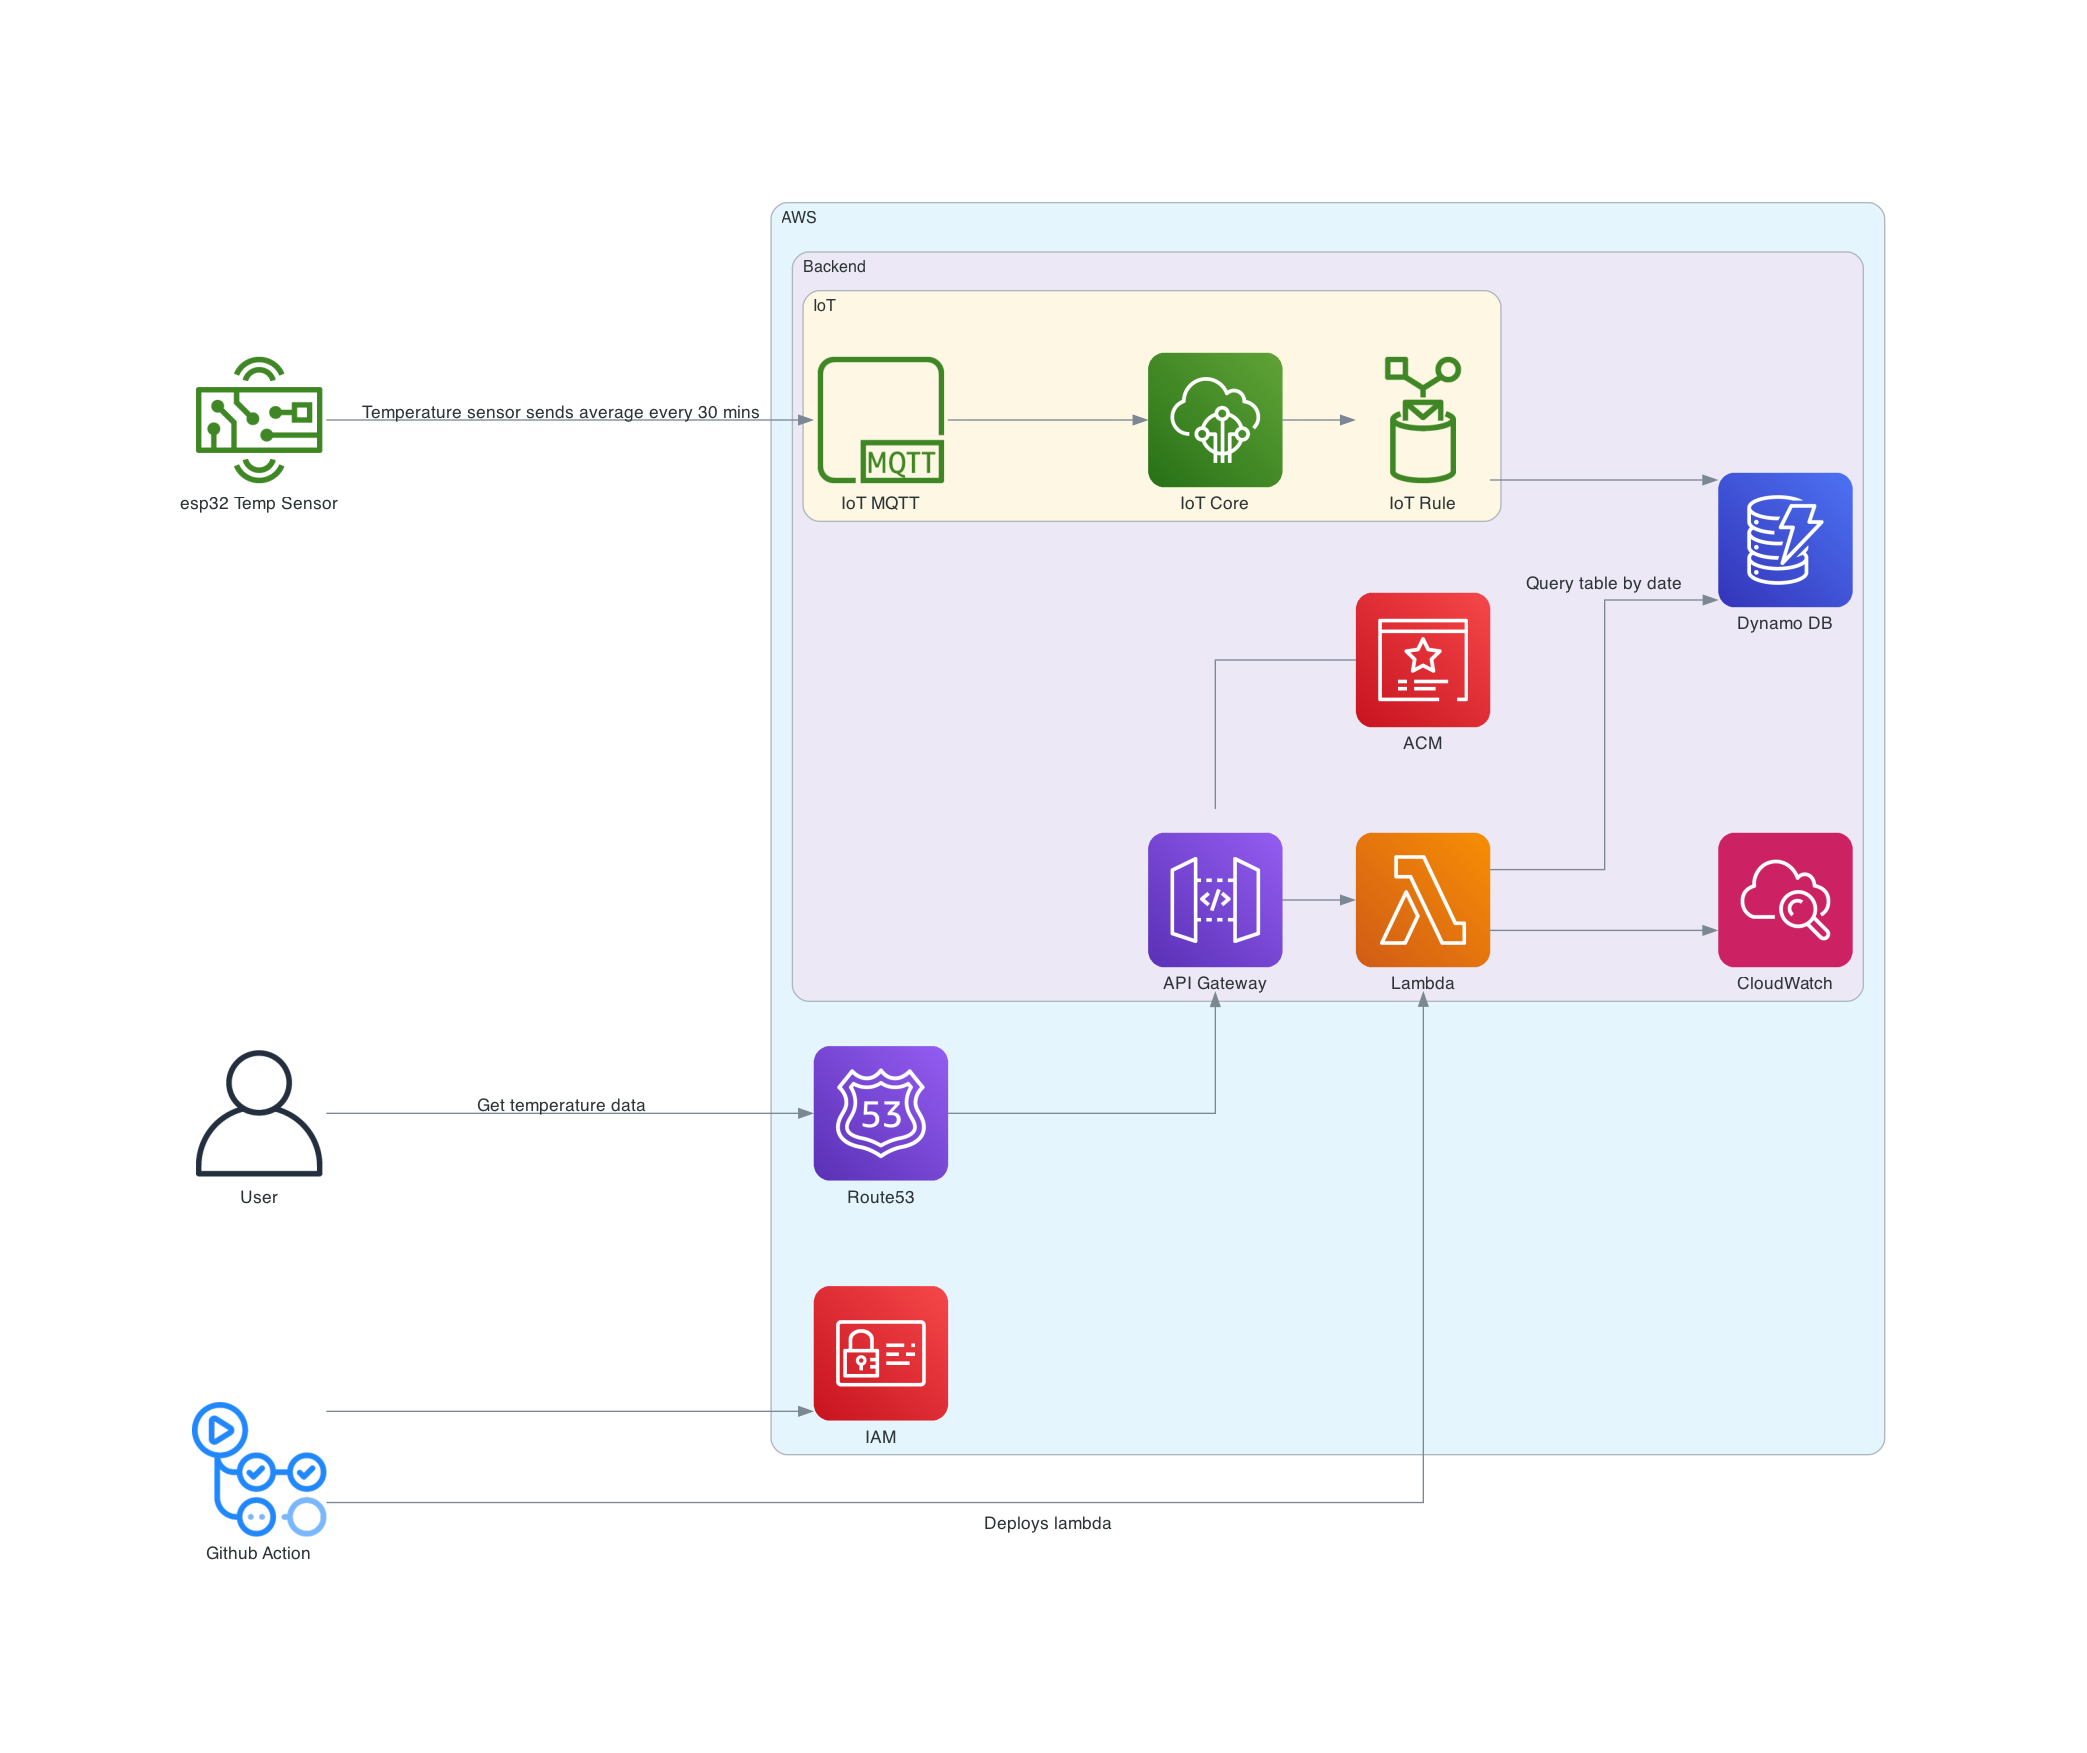 AWS
Backend
IoT
Temperature sensor sends average every 30 mins
MQTT
esp32 Temp Sensor
IoT MQTT
IoT Core
IoT Rule
Query table by date
Dynamo DB
ACM
</>
API Gateway
Lambda
CloudWatch
Get temperature data
53
User
Route53
IAM
Deploys lambda
Github Action